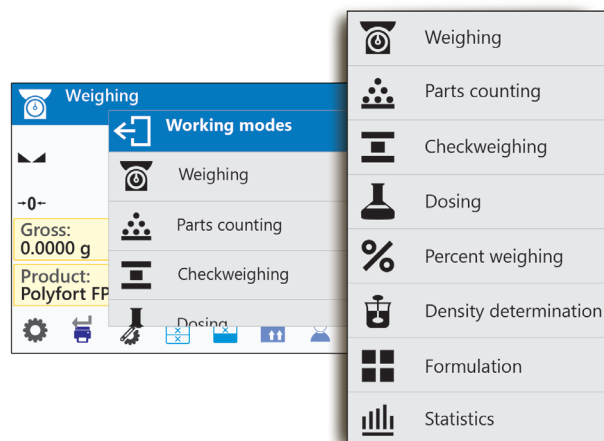 Weighing
Working modes
Weighing
→0←
Parts counting
Gross:
0.0000 g
Checkweighing
Product:
Polyfort FP
Dosing
Weighing
Parts counting
Checkweighing
Dosing
Percent weighing
Density determination
Formulation
Statistics